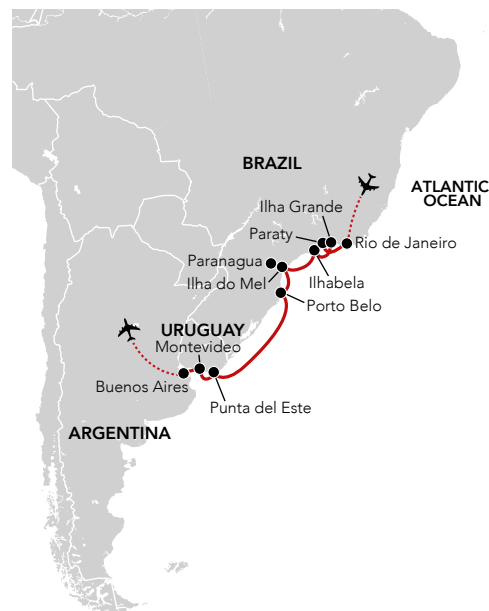 BRAZIL
ATLANTIC
OCEAN
Ilha Grande
Paraty
Rio de Janeiro
Paranagua
Ilha do Mel
Ilhabela
Porto Belo
URUGUAY
Montevideo
Buenos Aires
Punta del Este
ARGENTINA